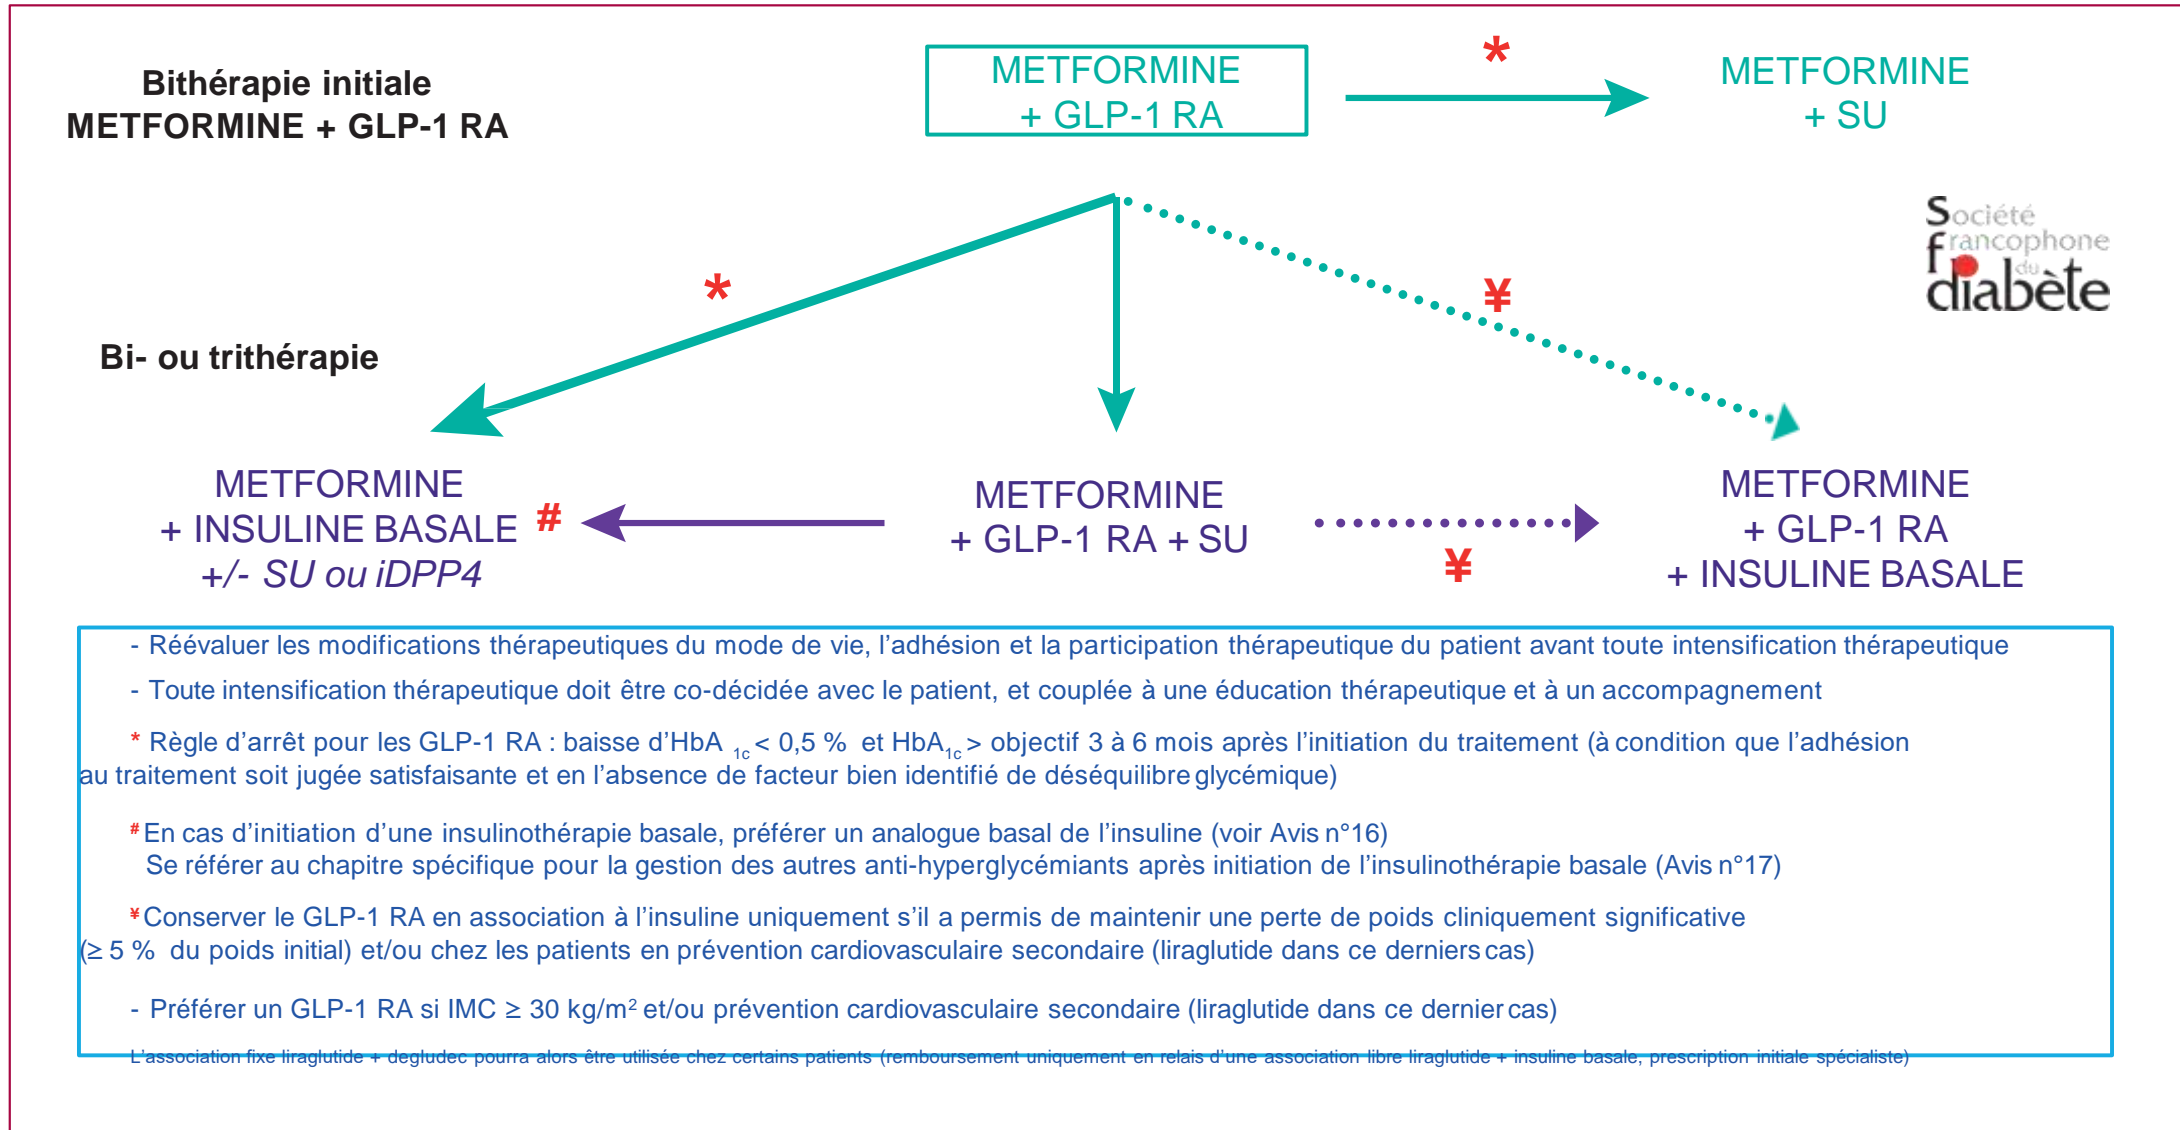 Bithérapie initiale
METFORMINE + GLP-1 RA
METFORMINE
+ GLP-1 RA
*
METFORMINE
+ SU
Société
francophone
du
diabète
*
¥
Bi- ou trithérapie
METFORMINE
+ INSULINE BASALE #
+/- SU ou iDPP4
METFORMINE
+ GLP-1 RA + SU
¥
METFORMINE
+ GLP-1 RA
+ INSULINE BASALE
- Réévaluer les modifications thérapeutiques du mode de vie, l’adhésion et la participation thérapeutique du patient avant toute intensification thérapeutique
- Toute intensification thérapeutique doit être co-décidée avec le patient, et couplée à une éducation thérapeutique et à un accompagnement
* Règle d’arrêt pour les GLP-1 RA : baisse d’HbA 1c < 0,5 % et HbA1c > objectif 3 à 6 mois après l’initiation du traitement (à condition que l’adhésion
au traitement soit jugée satisfaisante et en l’absence de facteur bien identifié de déséquilibre glycémique)
# En cas d’initiation d’une insulinothérapie basale, préférer un analogue basal de l’insuline (voir Avis n°16)
Se référer au chapitre spécifique pour la gestion des autres anti-hyperglycémiants après initiation de l’insulinothérapie basale (Avis n°17)
¥ Conserver le GLP-1 RA en association à l’insuline uniquement s’il a permis de maintenir une perte de poids cliniquement significative
(≥ 5 % du poids initial) et/ou chez les patients en prévention cardiovasculaire secondaire (liraglutide dans ce derniers cas)
- Préférer un GLP-1 RA si IMC ≥ 30 kg/m² et/ou prévention cardiovasculaire secondaire (liraglutide dans ce dernier cas)
L’association fixe liraglutide + degludec pourra alors être utilisée chez certains patients (remboursement uniquement en relais d’une association libre liraglutide + insuline basale, prescription initiale spécialiste)